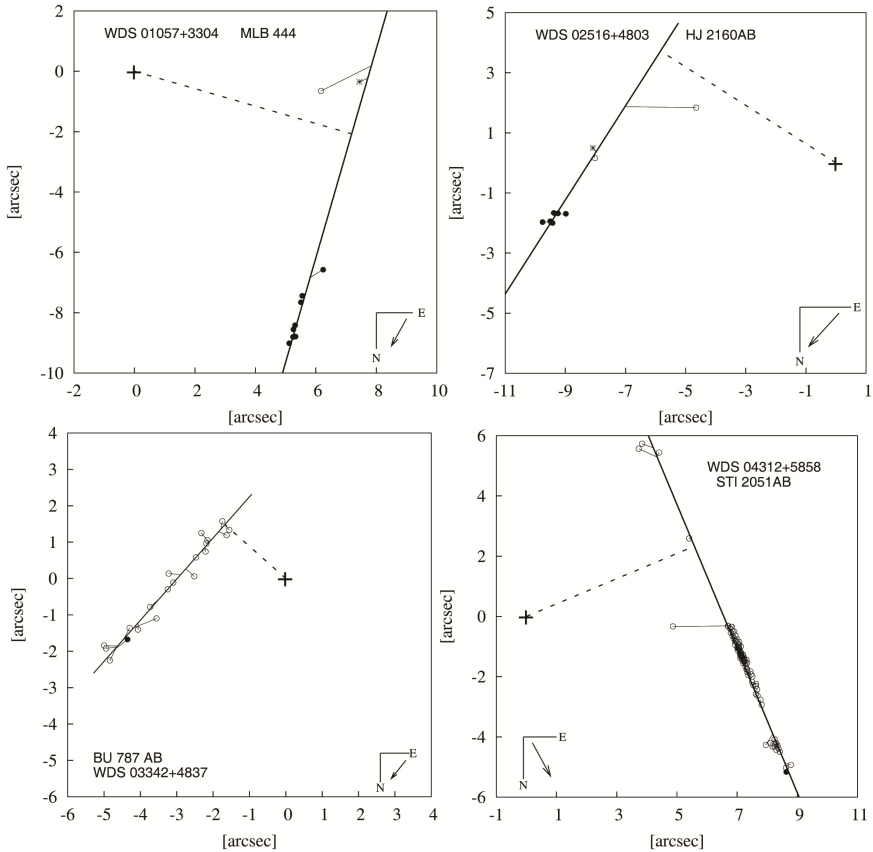 WDS 01057+3304 MLB 444
2
0
-2
-4
-6
-8
-10
[arcsec]
E
N
-2 0 2 4 6 8 10
[arcsec]
WDS 02516+4803 HJ 2160AB
5
3
1
-1
-3
-5
-7
[arcsec]
E
N
-11 -9 -7 -5 -3 -1 1
[arcsec]
4
3
2
1
0
-1
-2
-3
-4
-5
-6
[arcsec]
BU 787 AB
WDS 03342+4837
E
N
-6 -5 -4 -3 -2 -1 0 1 2 3 4
[arcsec]
WDS 04312+5858
STI 2051AB
6
4
2
0
-2
-4
-6
[arcsec]
E
N
-1 1 3 5 7 9 11
[arcsec]